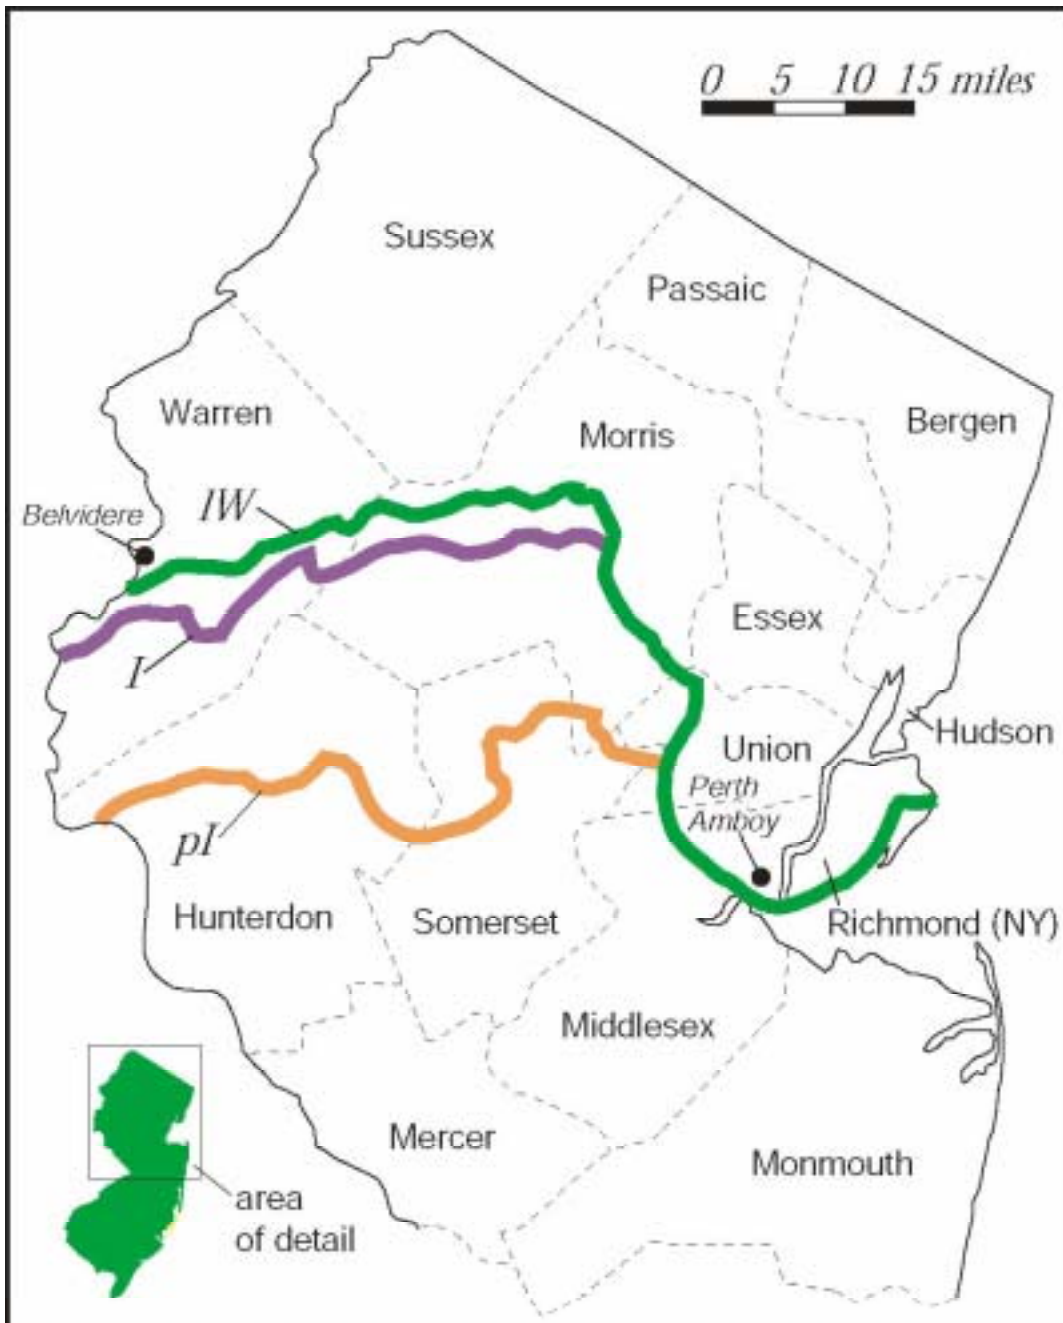 0 5 10 15 miles
Sussex
Passaic
Warren
Morris
Bergen
IW
Belvidere
Essex
I
Hudson
Union
Perth
Amboy
pI
Hunterdon
Somerset
Richmond (NY)
Middlesex
Mercer
Monmouth
area
of detail